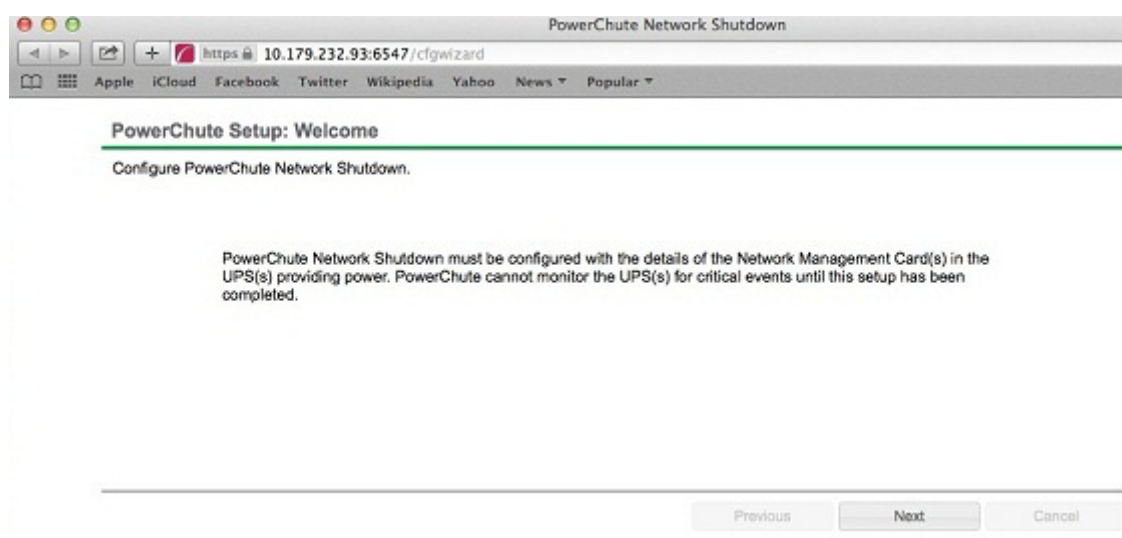 PowerChute Network Shutdown
https 10.179.232.93:6547/cfgwizard
Apple iCloud Facebook Twitter Wikipedia Yahoo News Popular
PowerChute Setup: Welcome
Configure PowerChute Network Shutdown.
PowerChute Network Shutdown must be configured with the details of the Network Management Card(s) in the
UPS(s) providing power. PowerChute cannot monitor the UPS(s) for critical events until this setup has been
completed.
Previous Next Cancel